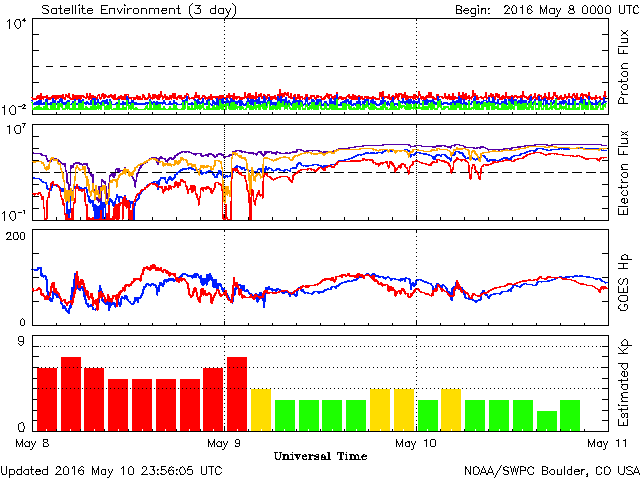 Satellite Environment (3 day)
Begin: 2016 May 8 0000 UTC
10^4
10^-2
Proton Flux
10^7
10^-1
Electron Flux
200
0
GOES Hp
9
0
Estimated Kp
May 8
May 9
May 10
May 11
Universal Time
Updated 2016 May 10 23:56:05 UTC
NOAA/SWPC Boulder, CO USA